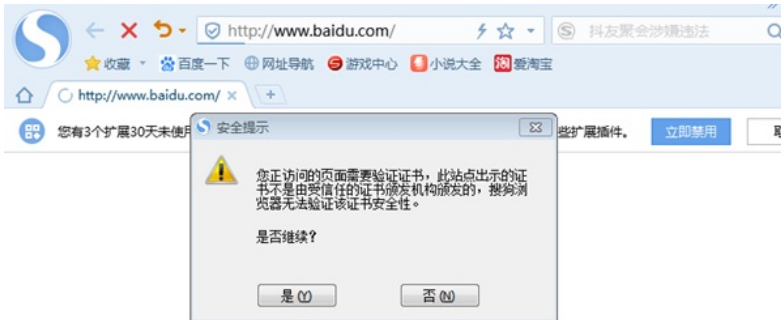 http://www.baidu.com/
抖友聚会涉嫌违法
收藏 百度一下 网址导航 游戏中心 小说大全 淘 爱淘宝
http://www.baidu.com/
您有3个扩展30天未使用
些扩展插件。 立即禁用
安全提示
您正访问的页面需要验证证书，此站点出示的证
书不是由受信任的证书颁发机构颁发的，搜狗浏
览器无法验证该证书安全性。
是否继续？
是(Y) 否(N)